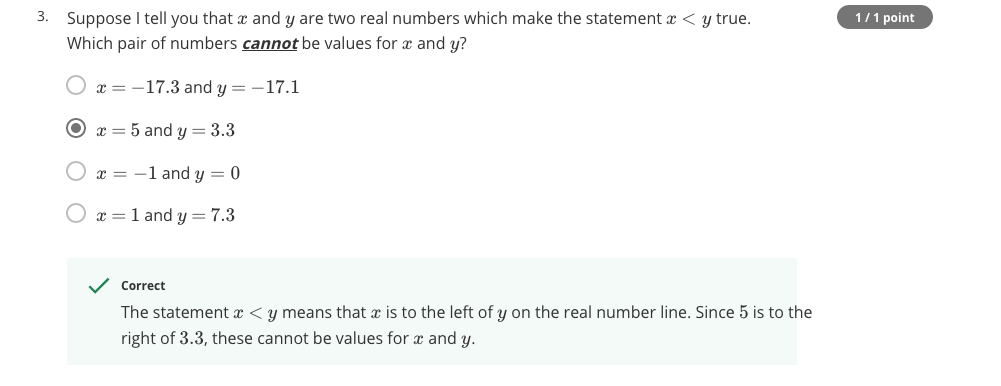 3. Suppose I tell you that x and y are two real numbers which make the statement x < y true.
1 / 1 point
Which pair of numbers cannot be values for x and y?
x = −17.3 and y = −17.1
x = 5 and y = 3.3
x = −1 and y = 0
x = 1 and y = 7.3
Correct
The statement x < y means that x is to the left of y on the real number line. Since 5 is to the
right of 3.3, these cannot be values for x and y.